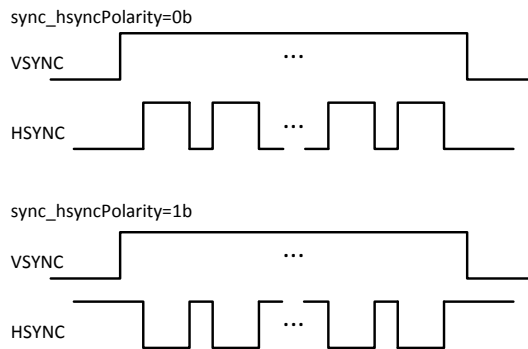 sync_hsyncPolarity=0b
VSYNC
...
HSYNC
...
sync_hsyncPolarity=1b
VSYNC
...
HSYNC
...